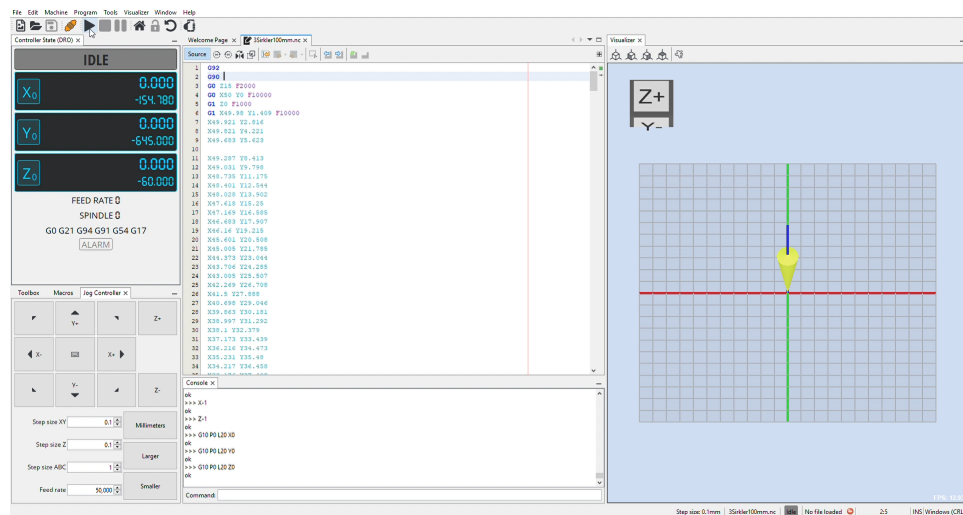 File Edit Machine Program Tools Visualizer Window Help
Controller State (DRO) ×
IDLE
X0 0.000
-154.780
Y0 0.000
-645.000
Z0 0.000
-60.000
FEED RATE 0
SPINDLE 0
G0 G21 G94 G91 G54 G17
ALARM
Toolbox Macros Jog Controller ×
Y+ Z+
X- X+
Y- Z-
Step size XY 0.1 Millimeters
Step size Z 0.1
Larger
Step size ABC 1
Feed rate 50,000 Smaller
Welcome Page × 3Sirkler100mm.nc ×
Source
1 G92
2 G90
3 G0 Z15 F2000
4 G0 X50 Y0 F10000
5 G1 Z0 F1000
6 G1 X49.98 Y1.409 F10000
7 X49.921 Y2.816
8 X49.821 Y4.221
9 X49.683 Y5.623
10
11 X49.287 Y8.413
12 X49.031 Y9.798
13 X48.735 Y11.175
14 X48.401 Y12.544
15 X48.028 Y13.902
16 X47.618 Y15.25
17 X47.169 Y16.585
18 X46.683 Y17.907
19 X46.16 Y19.215
20 X45.601 Y20.508
21 X45.005 Y21.785
22 X44.373 Y23.044
23 X43.706 Y24.285
24 X43.005 Y25.507
25 X42.269 Y26.708
26 X41.5 Y27.888
27 X40.698 Y29.046
28 X39.863 Y30.181
29 X38.997 Y31.292
30 X38.1 Y32.379
31 X37.173 Y33.439
32 X36.216 Y34.473
33 X35.231 Y35.48
34 X34.217 Y36.458
Console ×
ok
>>> X-1
ok
>>> Z-1
ok
>>> G10 P0 L20 X0
ok
>>> G10 P0 L20 Y0
ok
>>> G10 P0 L20 Z0
ok
Command:
Visualizer ×
Z+
Y-
Step size: 0.1mm 3Sirkler100mm.nc Idle No file loaded 2:5 INS Windows (CRL